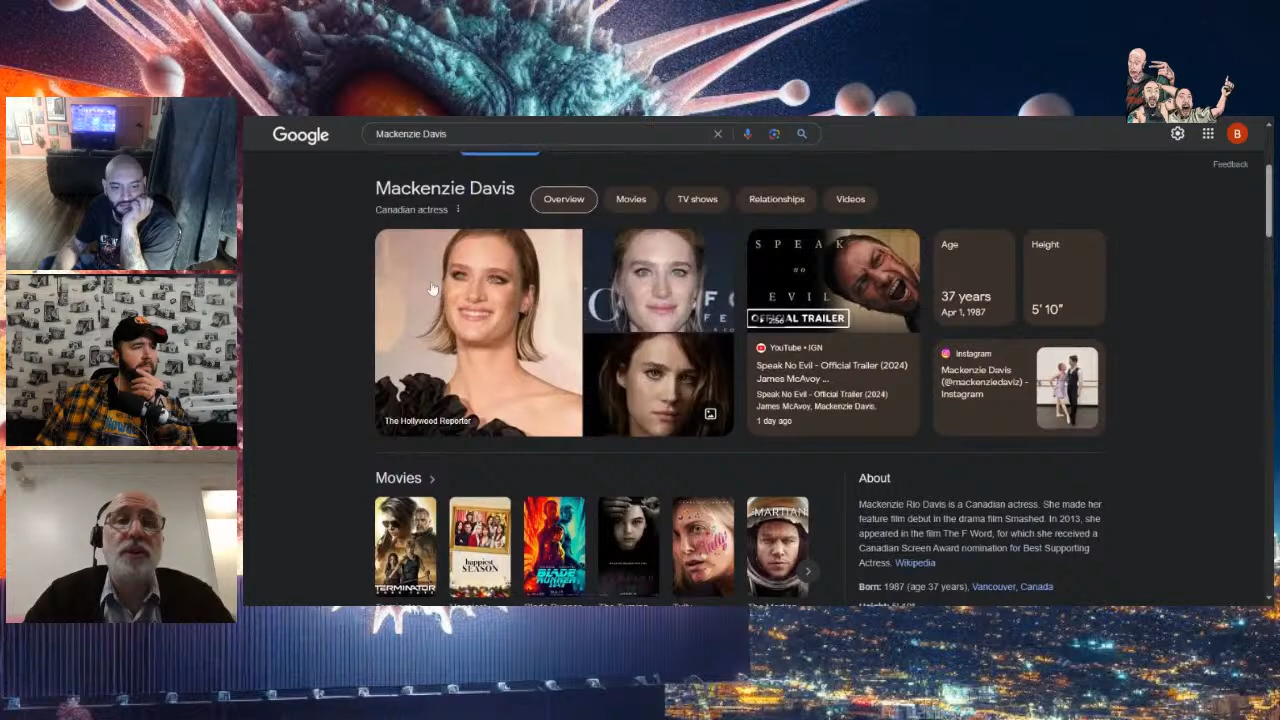 Google
Mackenzie Davis
B
Feedback
Mackenzie Davis
Canadian actress
Overview
Movies
TV shows
Relationships
Videos
The Hollywood Reporter
SPEAK
no
EVIL
OFFICIAL TRAILER
2:56
YouTube • IGN
Speak No Evil - Official Trailer (2024)
James McAvoy ...
Speak No Evil - Official Trailer (2024)
James McAvoy, Mackenzie Davis.
1 day ago
Age
37 years
Apr 1, 1987
Height
5' 10"
Instagram
Mackenzie Davis
(@mackenziedaviz) -
Instagram
Movies
TERMINATOR
happiest
SEASON
BLADE
RUNNER
Tully
MARTIAN
About
Mackenzie Rio Davis is a Canadian actress. She made her
feature film debut in the drama film Smashed. In 2013, she
appeared in the film The F Word, for which she received a
Canadian Screen Award nomination for Best Supporting
Actress. Wikipedia
Born: 1987 (age 37 years), Vancouver, Canada